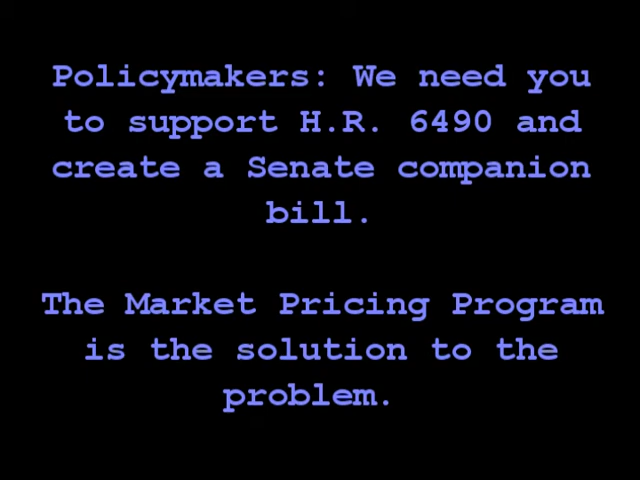 Policymakers: We need you
to support H.R. 6490 and
create a Senate companion
bill.
The Market Pricing Program
is the solution to the
problem.